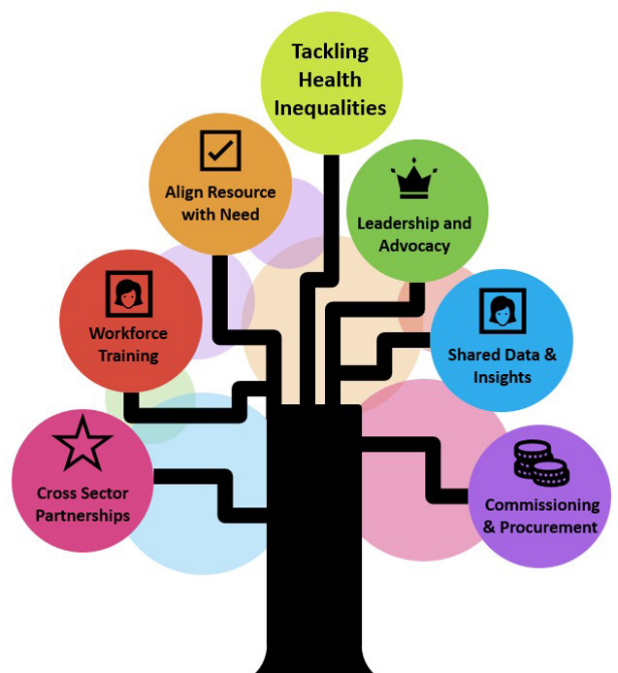 Tackling
Health
Inequalities
Align Resource
with Need
Leadership and
Advocacy
Workforce
Training
Shared Data &
Insights
Cross Sector
Partnerships
Commissioning
& Procurement